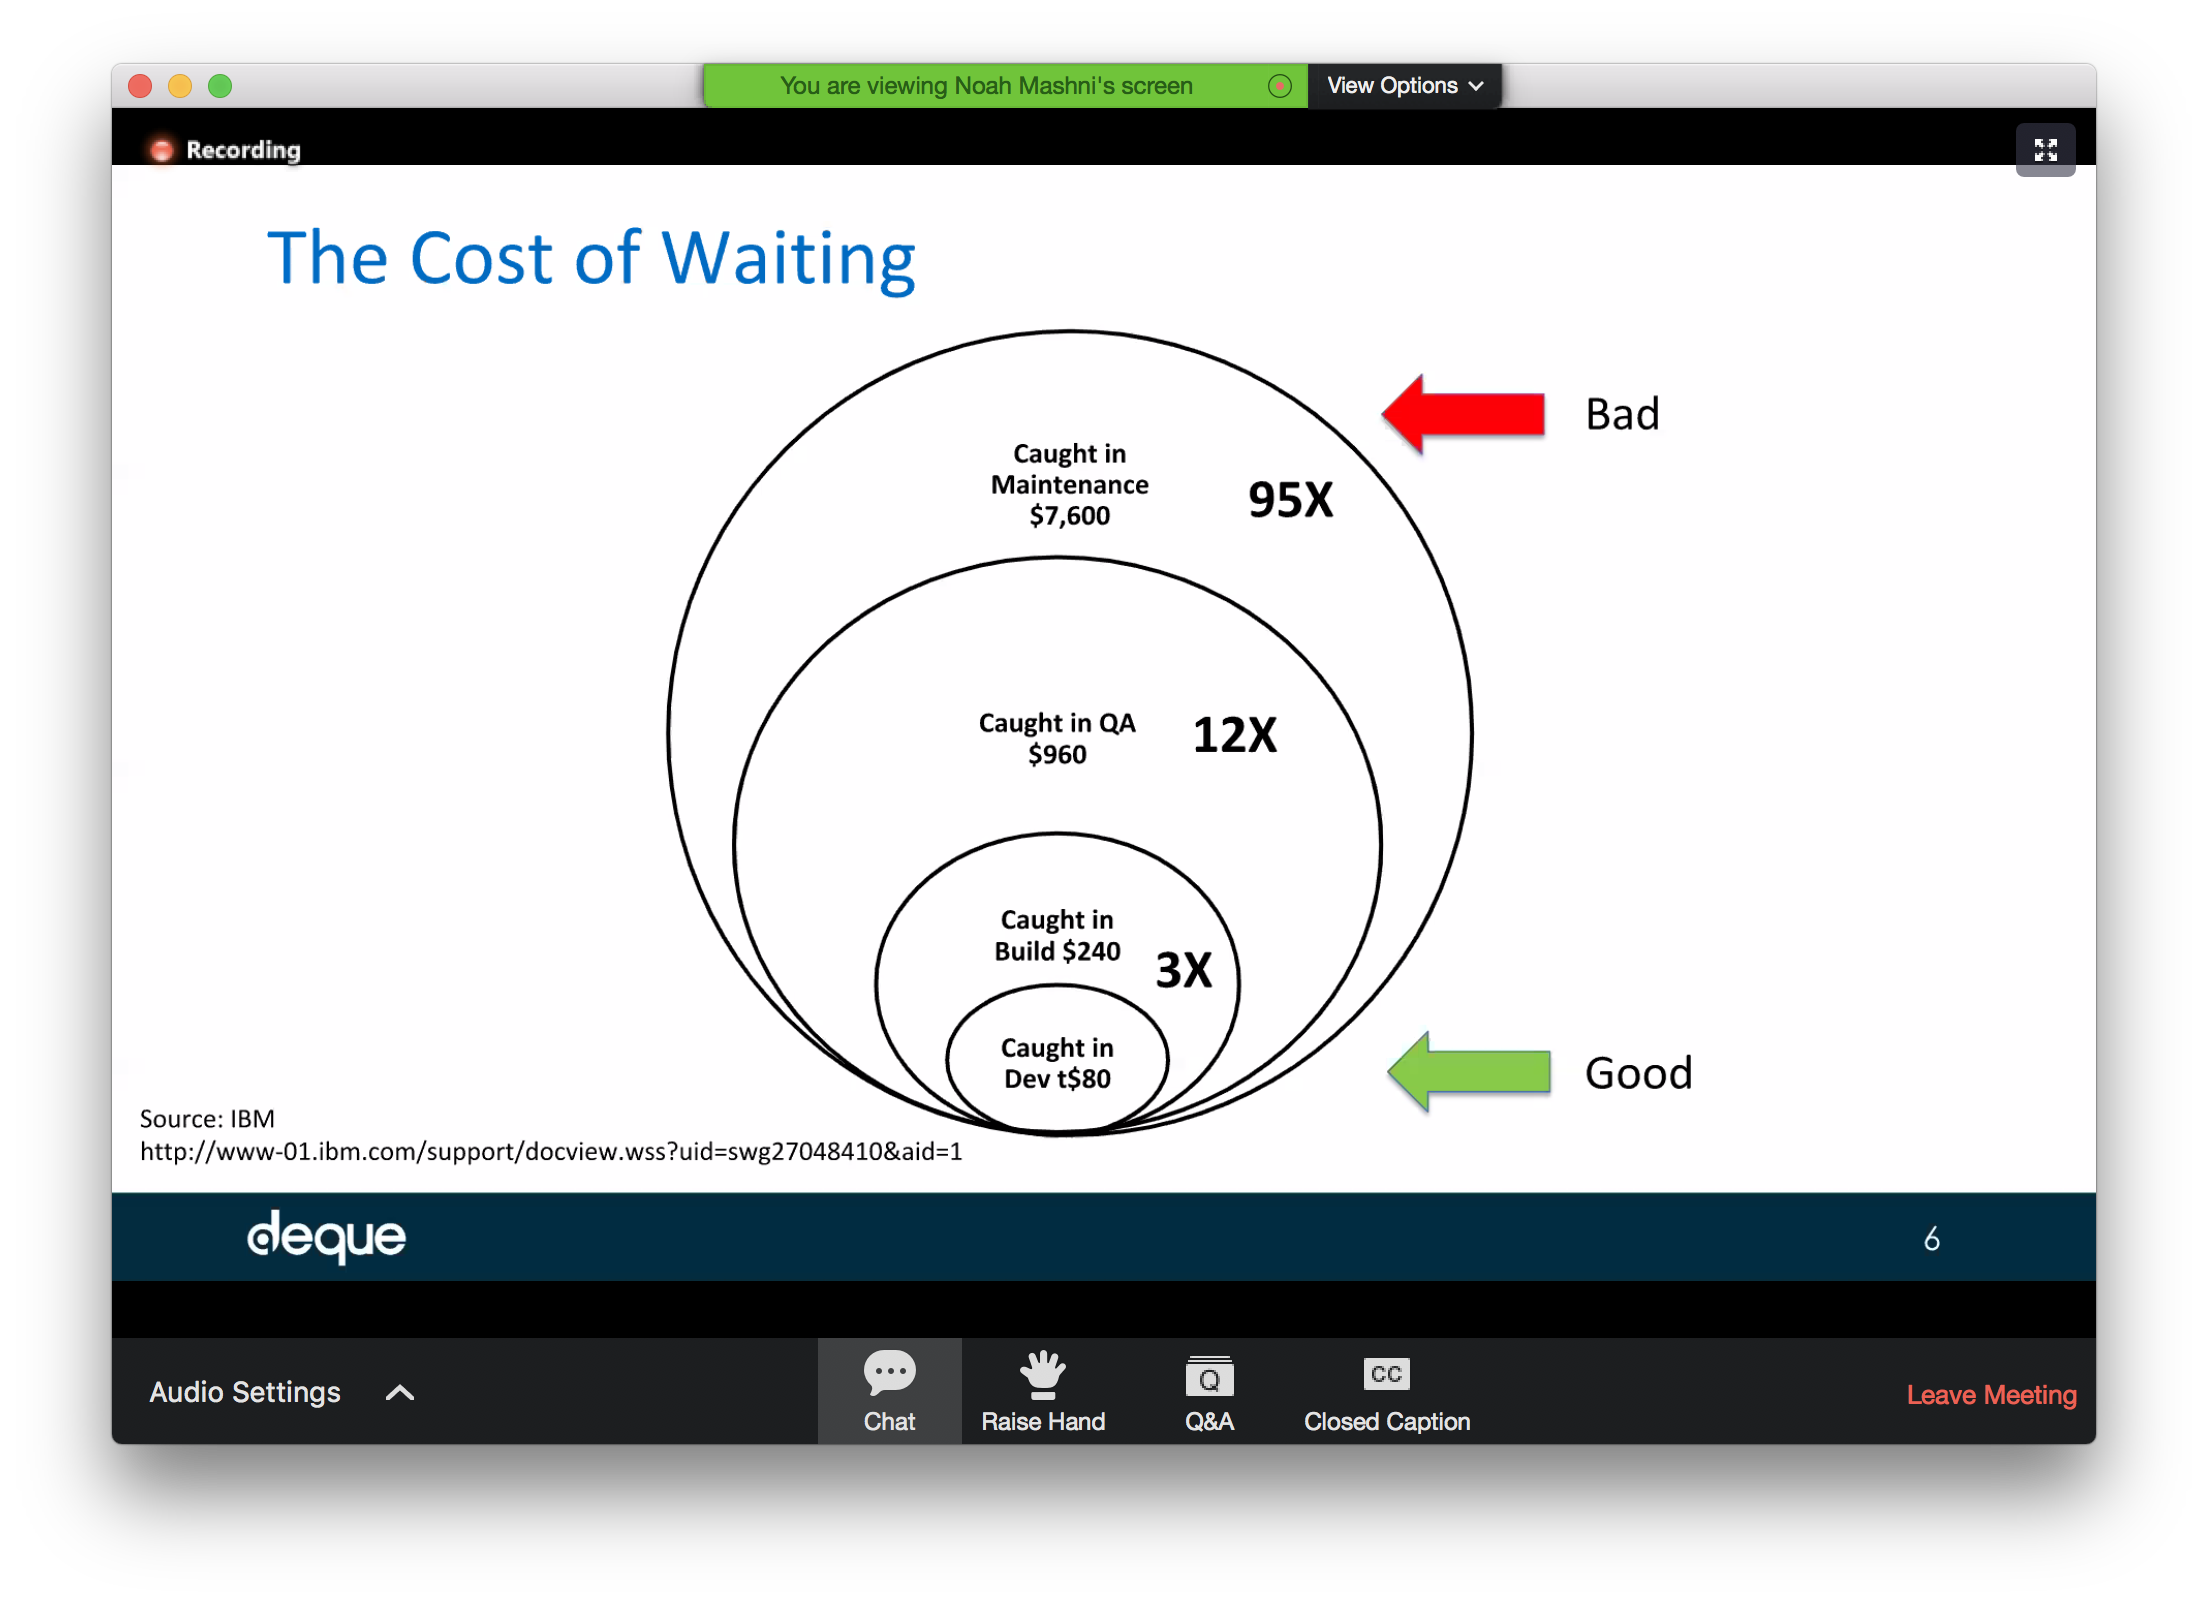 You are viewing Noah Mashni's screen
View Options
Recording
The Cost of Waiting
Bad
Caught in
Maintenance
$7,600
95X
Caught in QA
$960
12X
Caught in
Build $240
3X
Caught in
Dev t$80
Good
Source: IBM
http://www-01.ibm.com/support/docview.wss?uid=swg27048410&aid=1
deque
6
Audio Settings
Chat
Raise Hand
Q
Q&A
CC
Closed Caption
Leave Meeting